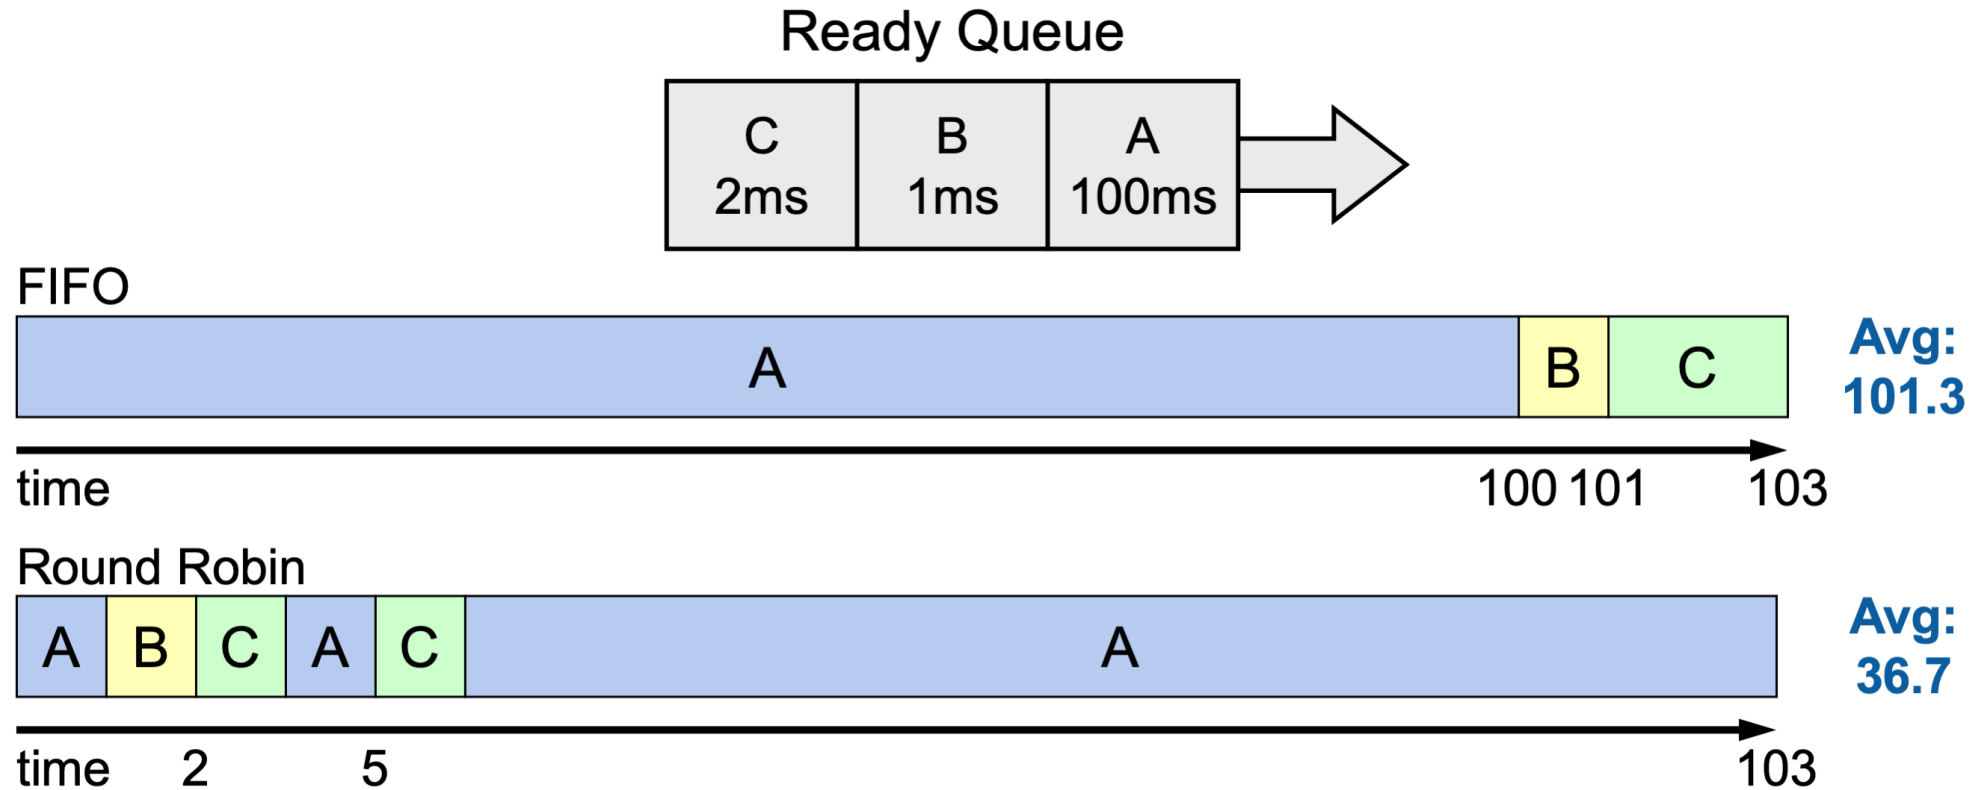 Ready Queue
C B A
2ms 1ms 100ms
FIFO
A B C
Avg:
101.3
time 100 101 103
Round Robin
A B C A C A
Avg:
36.7
time 2 5 103